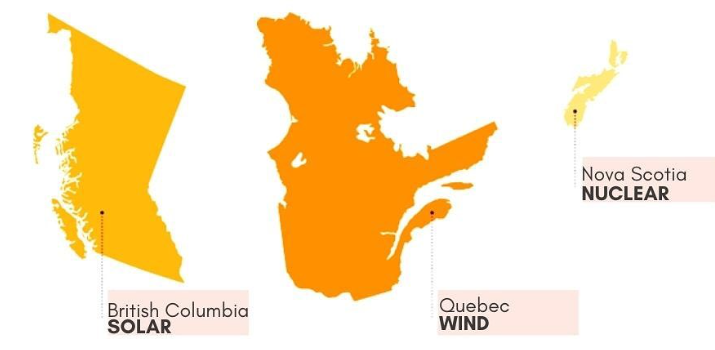 Nova Scotia
NUCLEAR
British Columbia
SOLAR
Quebec
WIND